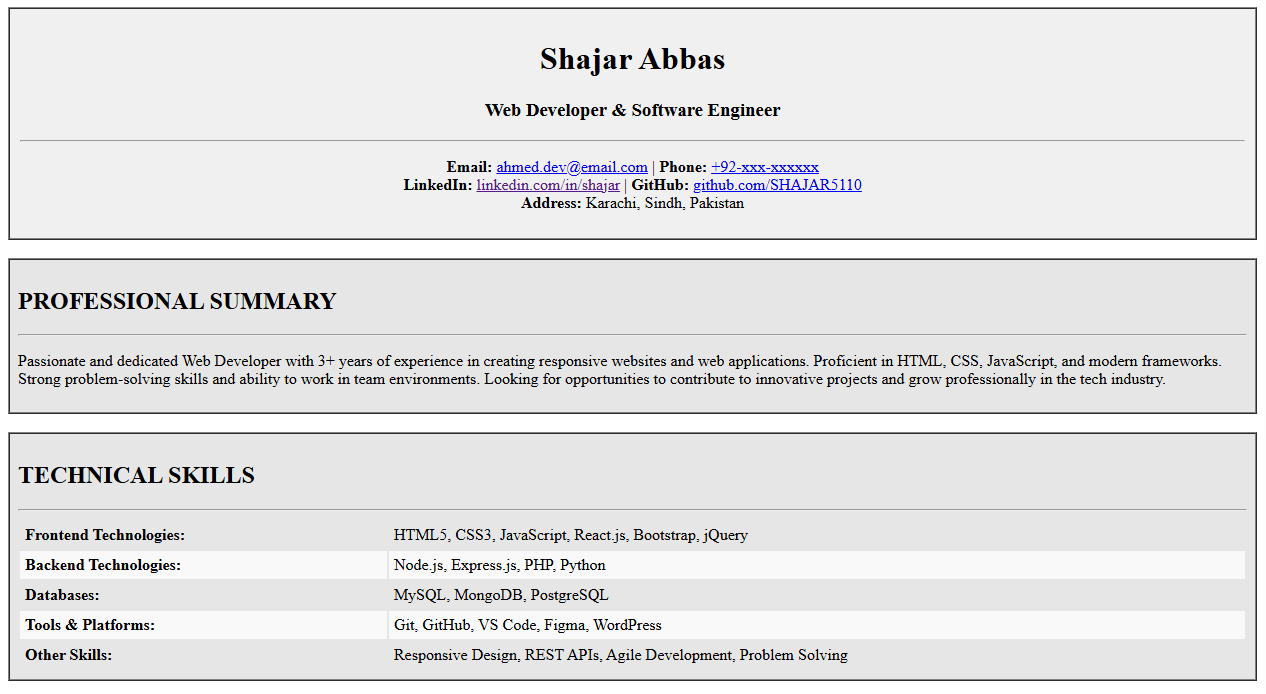 Shajar Abbas
Web Developer & Software Engineer
Email: ahmed.dev@email.com | Phone: +92-xxx-xxxxxx
LinkedIn: linkedin.com/in/shajar | GitHub: github.com/SHAJAR5110
Address: Karachi, Sindh, Pakistan
PROFESSIONAL SUMMARY
Passionate and dedicated Web Developer with 3+ years of experience in creating responsive websites and web applications. Proficient in HTML, CSS, JavaScript, and modern frameworks.
Strong problem-solving skills and ability to work in team environments. Looking for opportunities to contribute to innovative projects and grow professionally in the tech industry.
TECHNICAL SKILLS
Frontend Technologies: HTML5, CSS3, JavaScript, React.js, Bootstrap, jQuery
Backend Technologies: Node.js, Express.js, PHP, Python
Databases: MySQL, MongoDB, PostgreSQL
Tools & Platforms: Git, GitHub, VS Code, Figma, WordPress
Other Skills: Responsive Design, REST APIs, Agile Development, Problem Solving